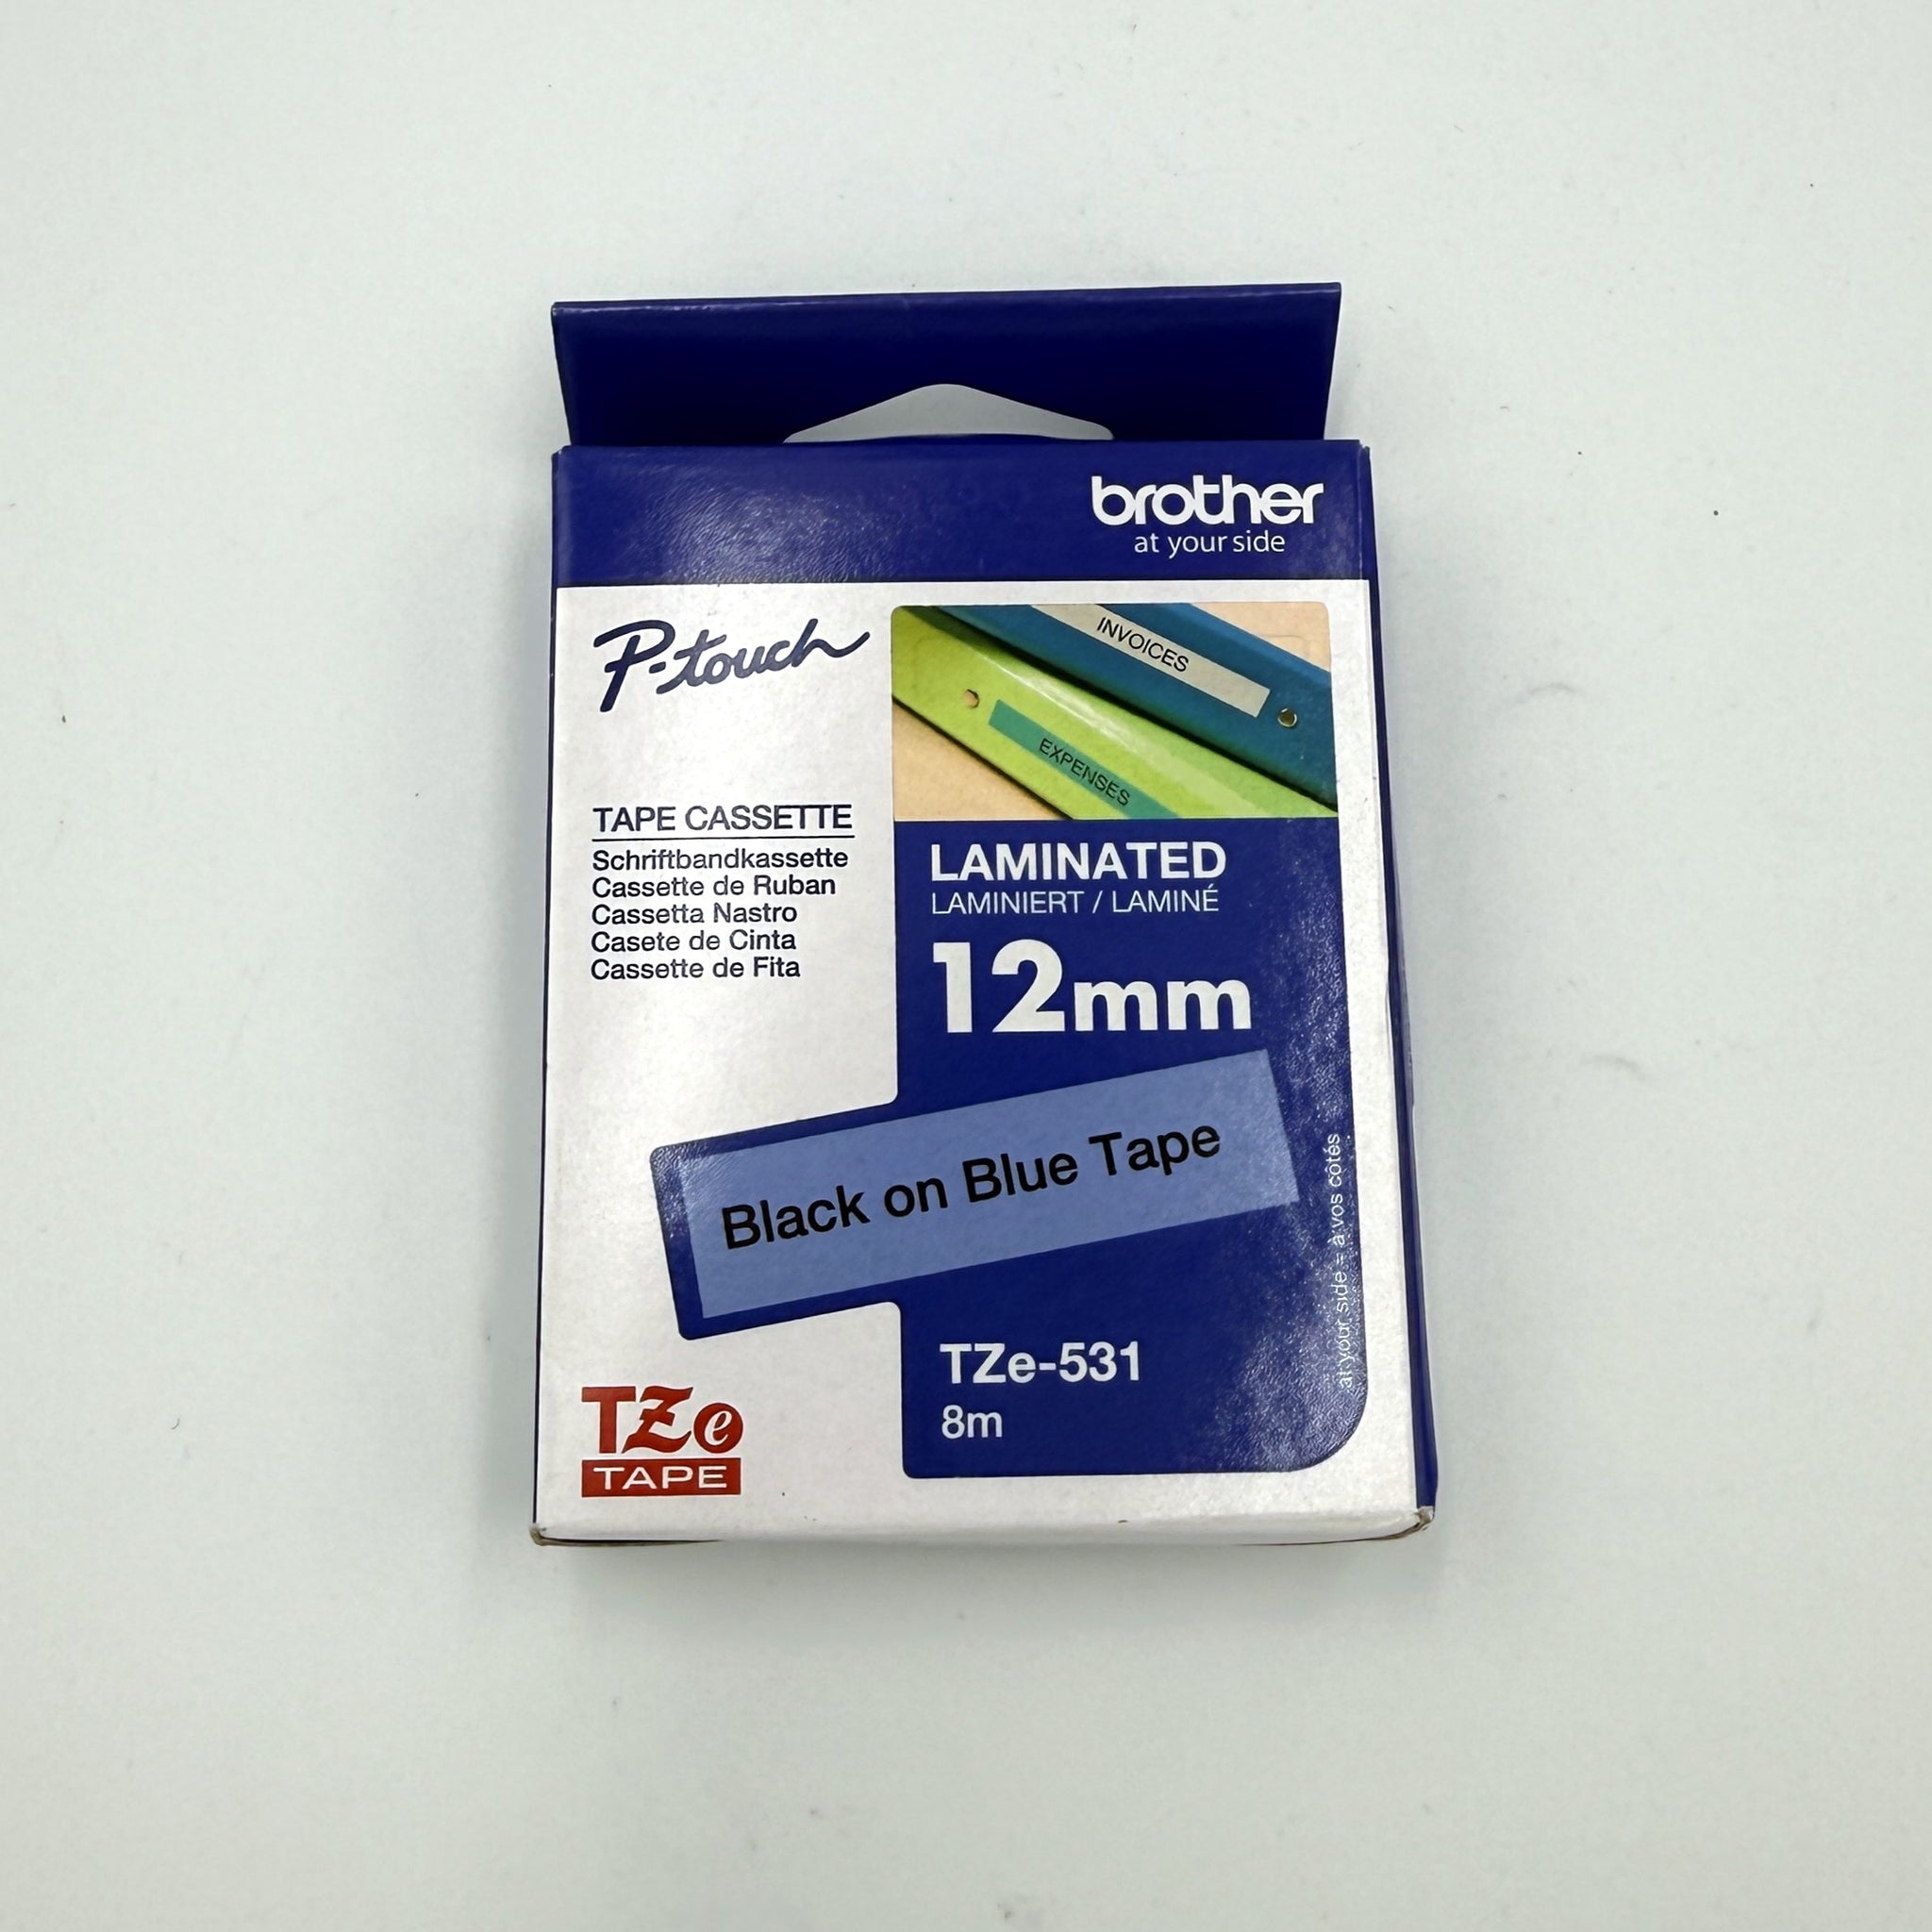 brother
at your side
P-touch
INVOICES
EXPENSES
TAPE CASSETTE
Schriftbandkassette
Cassette de Ruban
Cassetta Nastro
Casete de Cinta
Cassette de Fita
LAMINATED
LAMINIERT / LAMINÉ
12mm
Black on Blue Tape
at your side = à vos côtés
TZe-531
8m
TZe
TAPE